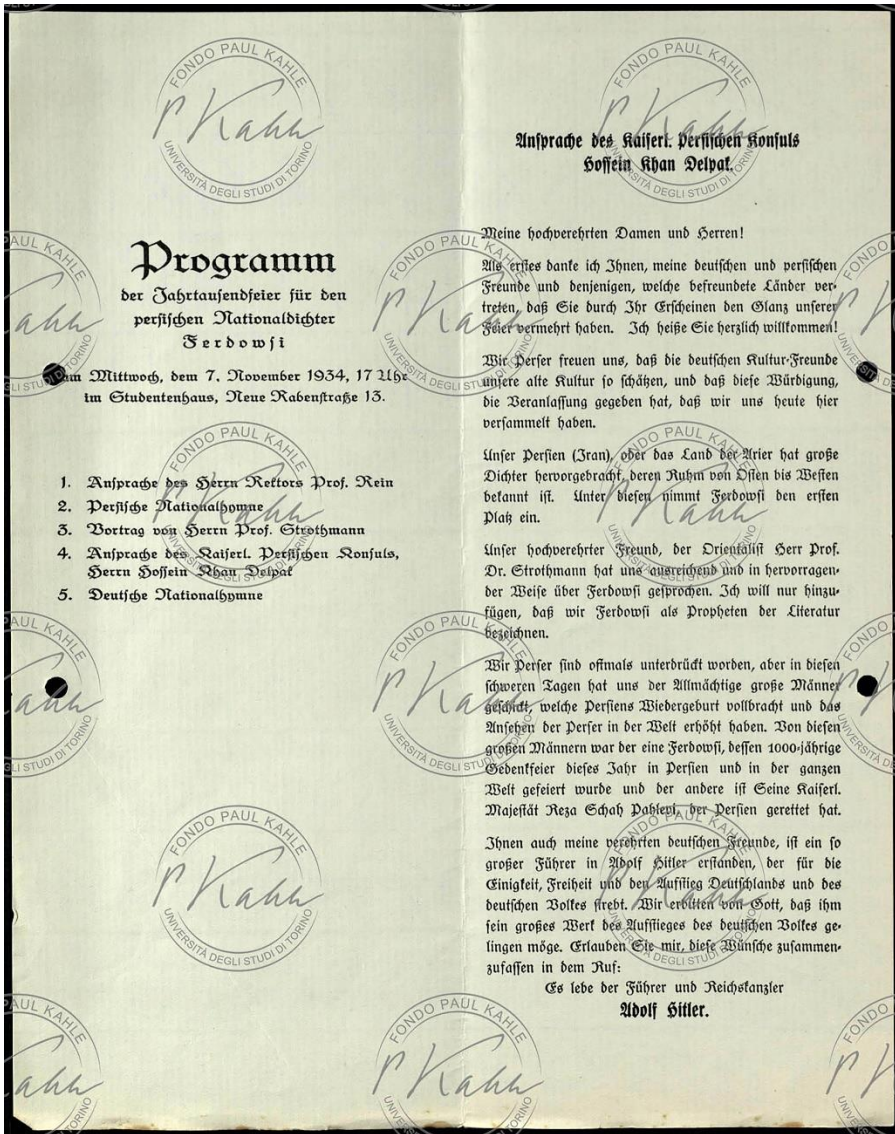 Programm
der Jahrtausendfeier für den
persischen Nationaldichter
Ferdowsi
am Mittwoch, dem 7. November 1934, 17 Uhr
im Studentenhaus, Neue Rabenstraße 13.
1. Ansprache des Herrn Rektors Prof. Rein
2. Persische Nationalhymne
3. Vortrag von Herrn Prof. Strothmann
4. Ansprache des Kaiserl. Persischen Konsuls,
Herrn Hossein Khan Delpak
5. Deutsche Nationalhymne
Ansprache des Kaiserl. Persischen Konsuls
Hossein Khan Delpak.
Meine hochverehrten Damen und Herren!
Als erstes danke ich Ihnen, meine deutschen und persischen
Freunde und denjenigen, welche befreundete Länder ver-
treten, daß Sie durch Ihr Erscheinen den Glanz unserer
Feier vermehrt haben. Ich heiße Sie herzlich willkommen!
Wir Perser freuen uns, daß die deutschen Kultur-Freunde
unsere alte Kultur so schätzen, und daß diese Würdigung,
die Veranlassung gegeben hat, daß wir uns heute hier
versammelt haben.
Unser Persien (Iran), oder das Land der Arier hat große
Dichter hervorgebracht, deren Ruhm von Osten bis Westen
bekannt ist. Unter diesen nimmt Ferdowsi den ersten
Platz ein.
Unser hochverehrter Freund, der Orientalist Herr Prof.
Dr. Strothmann hat uns ausreichend und in hervorragen-
der Weise über Ferdowsi gesprochen. Ich will nur hinzu-
fügen, daß wir Ferdowsi als Propheten der Literatur
bezeichnen.
Wir Perser sind oftmals unterdrückt worden, aber in diesen
schweren Tagen hat uns der Allmächtige große Männer
geschickt, welche Persiens Wiedergeburt vollbracht und das
Ansehen der Perser in der Welt erhöht haben. Von diesen
großen Männern war der eine Ferdowsi, dessen 1000-jährige
Gedenkfeier dieses Jahr in Persien und in der ganzen
Welt gefeiert wurde und der andere ist Seine Kaiserl.
Majestät Reza Schah Pahlevi, der Persien gerettet hat.
Ihnen auch meine verehrten deutschen Freunde, ist ein so
großer Führer in Adolf Hitler erstanden, der für die
Einigkeit, Freiheit und den Aufstieg Deutschlands und des
deutschen Volkes strebt. Wir erbitten von Gott, daß ihm
sein großes Werk des Aufstieges des deutschen Volkes ge-
lingen möge. Erlauben Sie mir, diese Wünsche zusammen-
zufassen in dem Ruf:
Es lebe der Führer und Reichskanzler
Adolf Hitler.
FONDO PAUL KAHLE
P Kahle
UNIVERSITÀ DEGLI STUDI DI TORINO